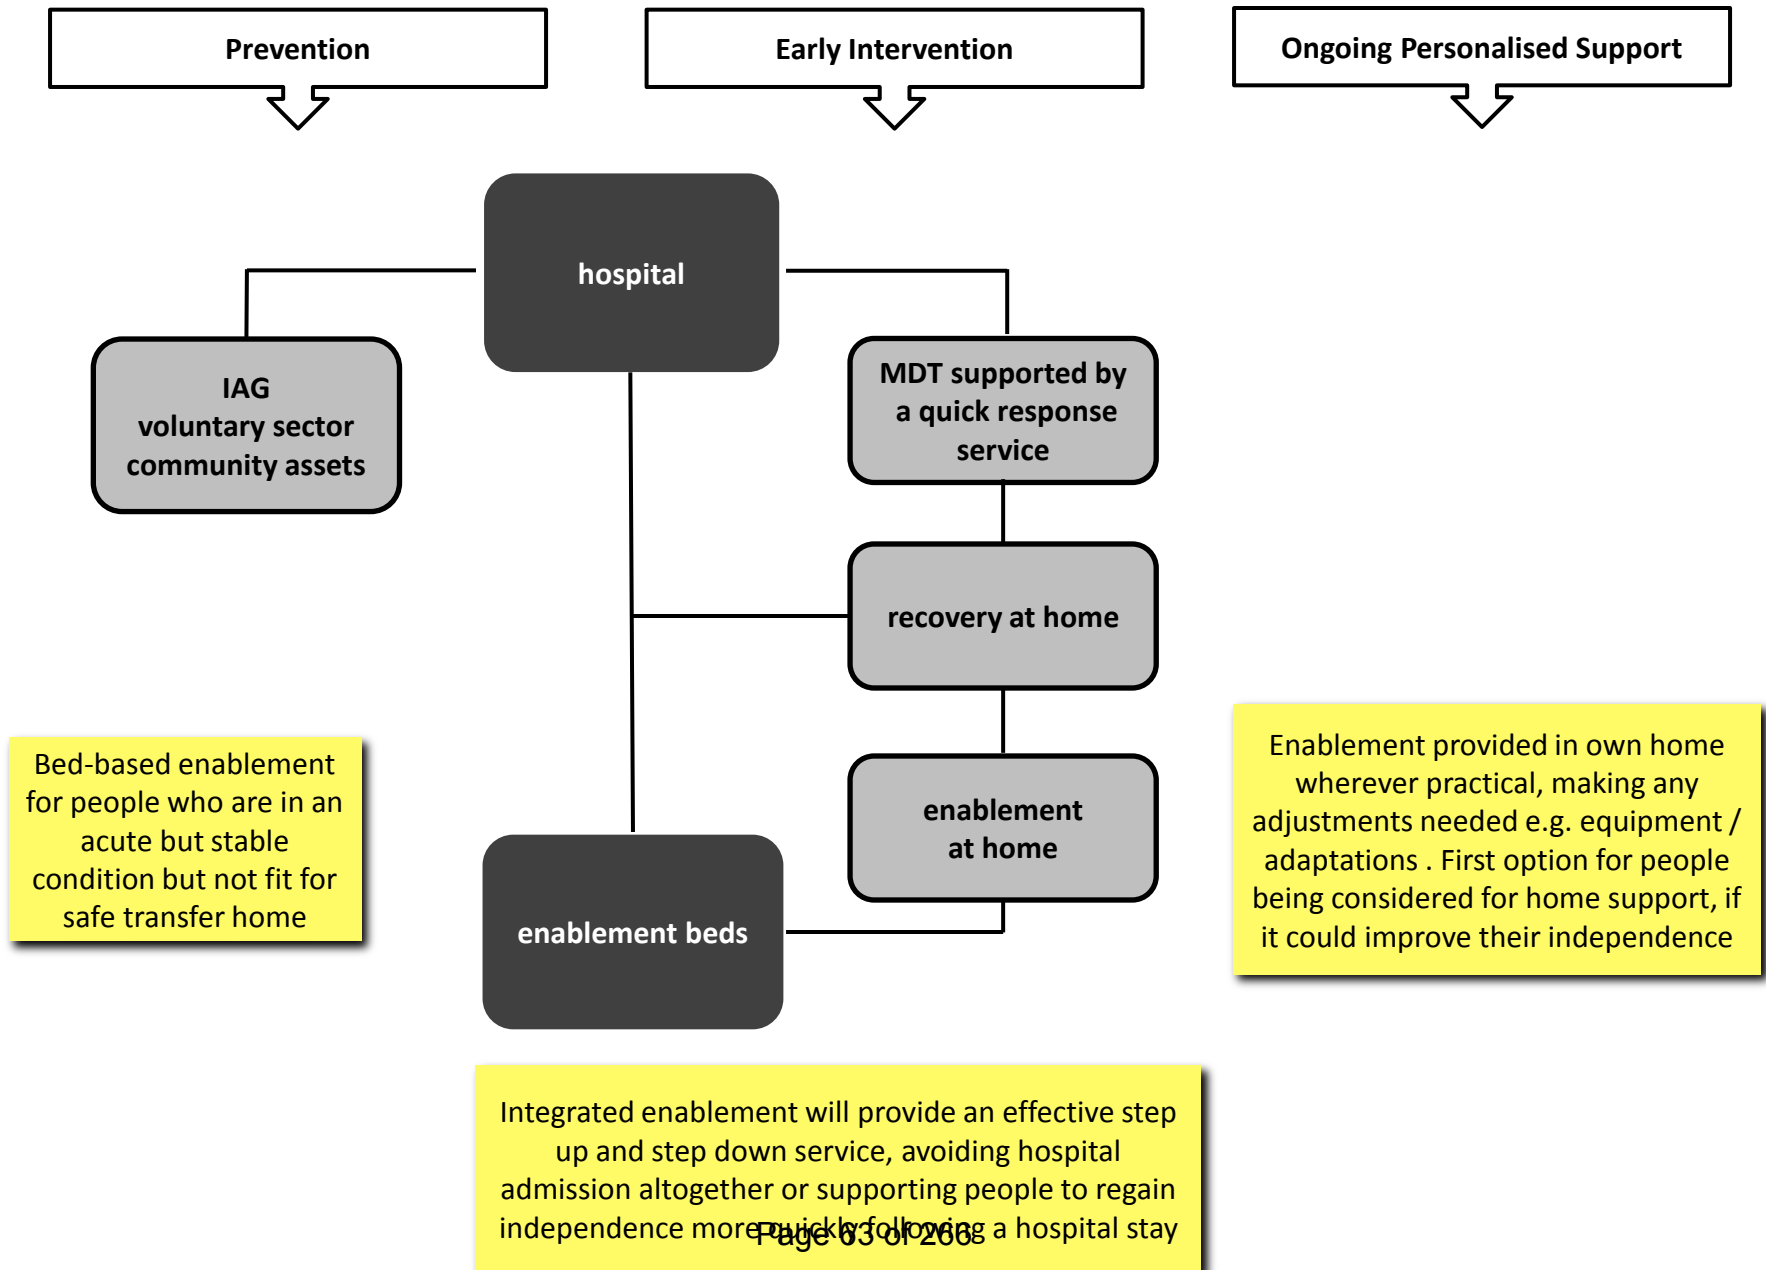 Prevention
Early Intervention
Ongoing Personalised Support
hospital
IAG
voluntary sector
community assets
MDT supported by
a quick response
service
recovery at home
enablement
at home
enablement beds
Bed-based enablement
for people who are in an
acute but stable
condition but not fit for
safe transfer home
Enablement provided in own home
wherever practical, making any
adjustments needed e.g. equipment /
adaptations . First option for people
being considered for home support, if
it could improve their independence
Integrated enablement will provide an effective step
up and step down service, avoiding hospital
admission altogether or supporting people to regain
independence more quickly following a hospital stay
Page 63 of 266